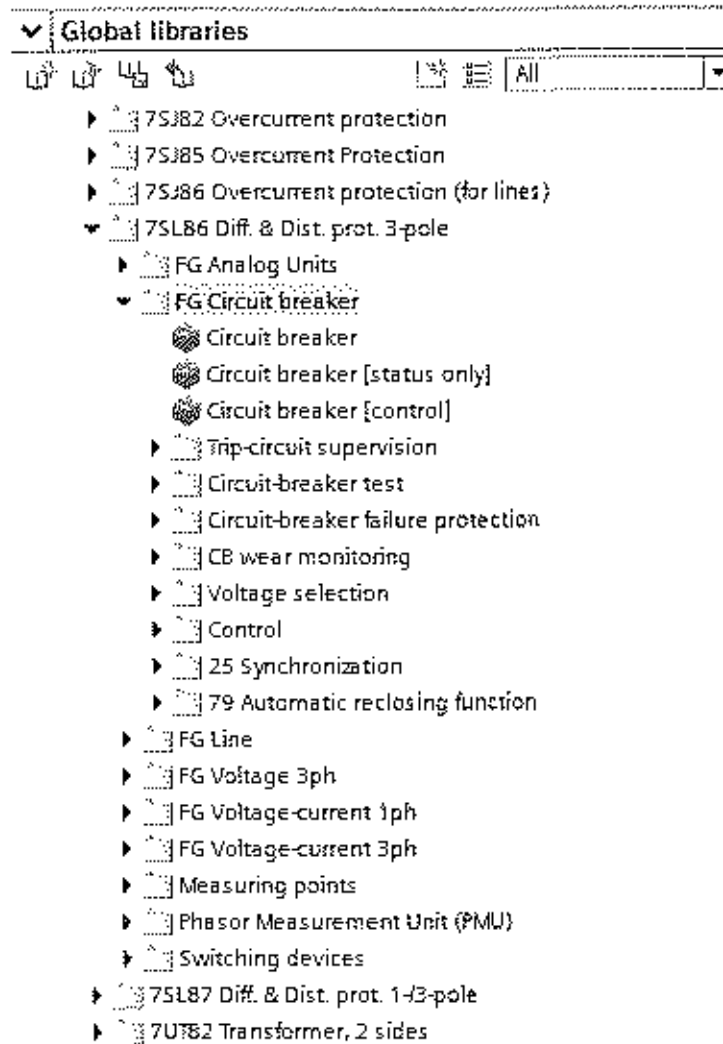 Global libraries
All
7SJ82 Overcurrent protection
7SJ85 Overcurrent Protection
7SJ86 Overcurrent protection (for lines)
7SL86 Diff. & Dist. prot. 3-pole
FG Analog Units
FG Circuit breaker
Circuit breaker
Circuit breaker [status only]
Circuit breaker [control]
Trip-circuit supervision
Circuit-breaker test
Circuit-breaker failure protection
CB wear monitoring
Voltage selection
Control
25 Synchronization
79 Automatic reclosing function
FG Line
FG Voltage 3ph
FG Voltage-current 1ph
FG Voltage-current 3ph
Measuring points
Phasor Measurement Unit (PMU)
Switching devices
7SL87 Diff. & Dist. prot. 1-/3-pole
7UT82 Transformer, 2 sides